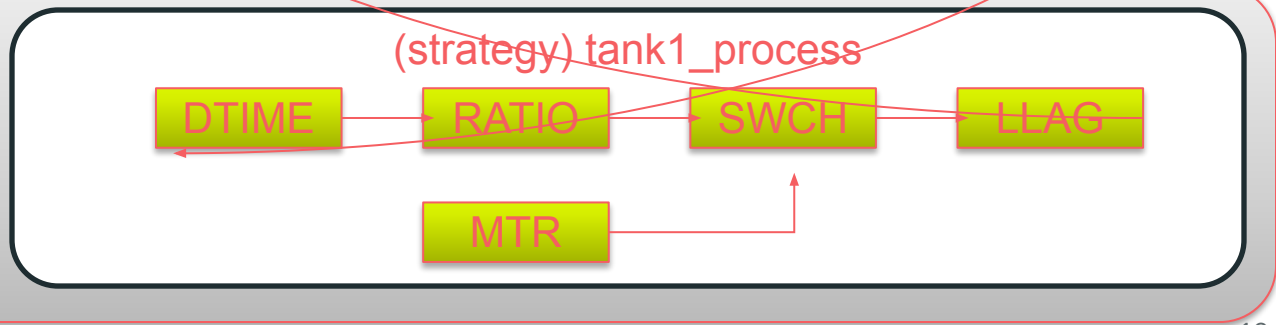 (strategy) tank1_process
DTIME
RATIO
SWCH
LLAG
MTR